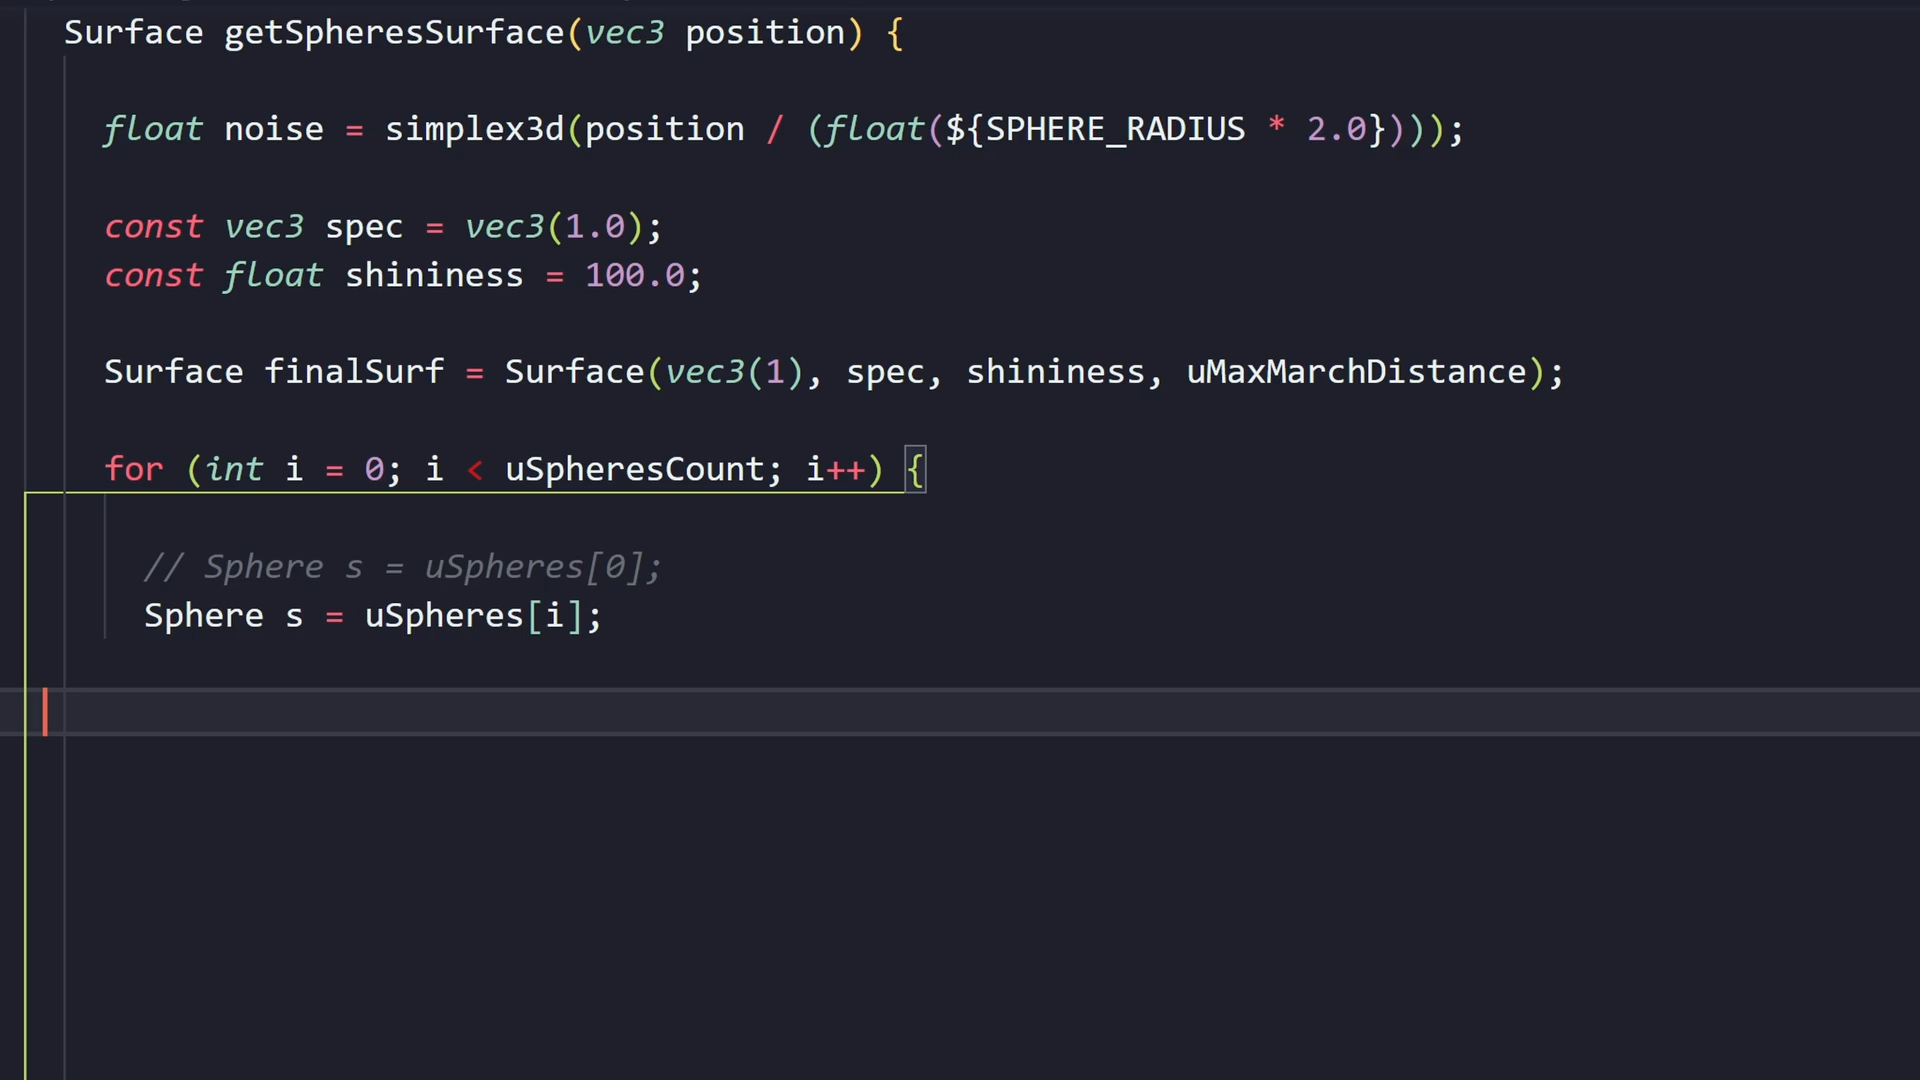 Surface getSpheresSurface(vec3 position) {
float noise = simplex3d(position / (float(${SPHERE_RADIUS * 2.0})));
const vec3 spec = vec3(1.0);
const float shininess = 100.0;
Surface finalSurf = Surface(vec3(1), spec, shininess, uMaxMarchDistance);
for (int i = 0; i < uSpheresCount; i++) {
// Sphere s = uSpheres[0];
Sphere s = uSpheres[i];